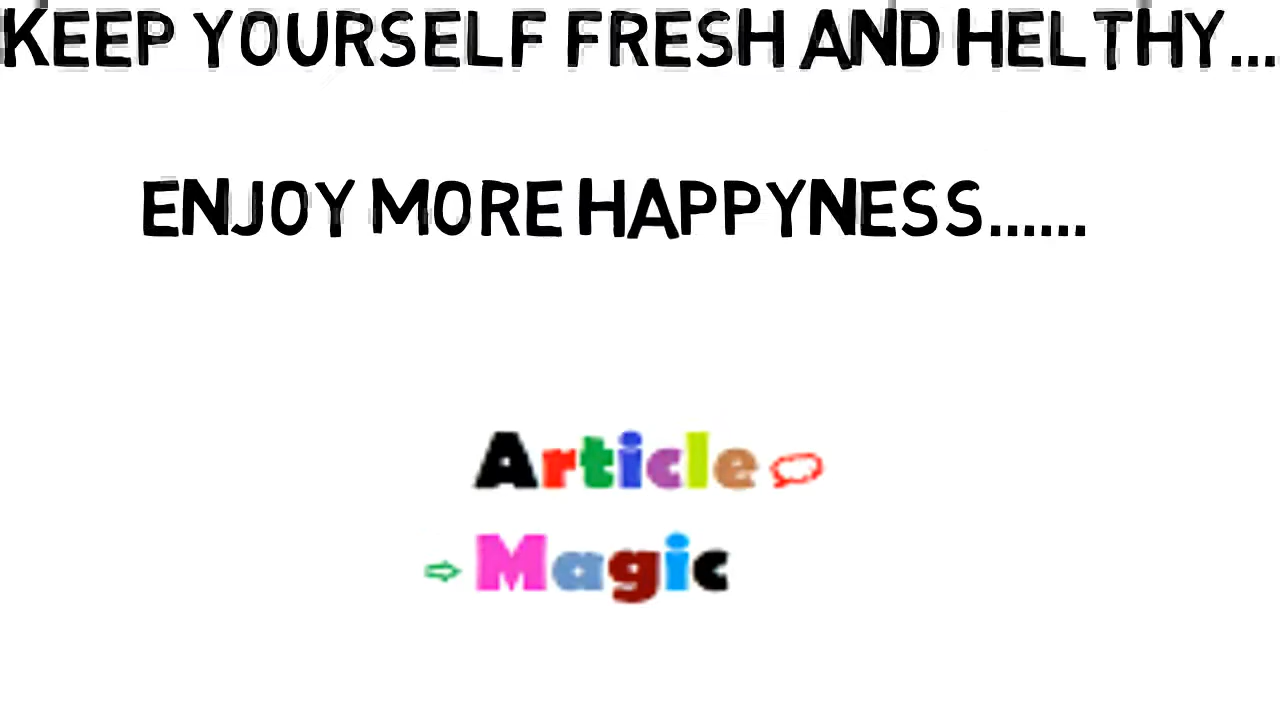 KEEP YOURSELF FRESH AND HELTHY...
ENJOY MORE HAPPYNESS......
Article
Magic